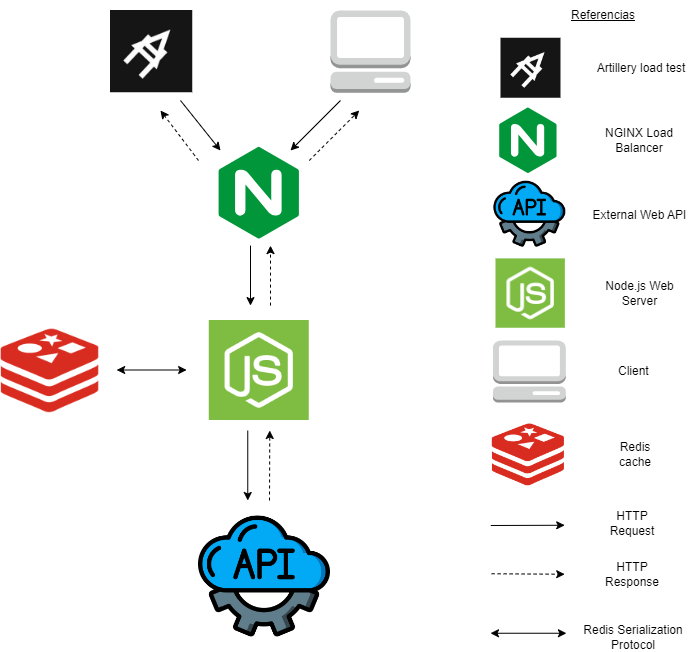 Referencias
Artillery load test
N
NGINX Load
Balancer
N
API
External Web API
JS
Node.js Web
Server
JS
Client
Redis
cache
HTTP
Request
API
HTTP
Response
Redis Serialization
Protocol